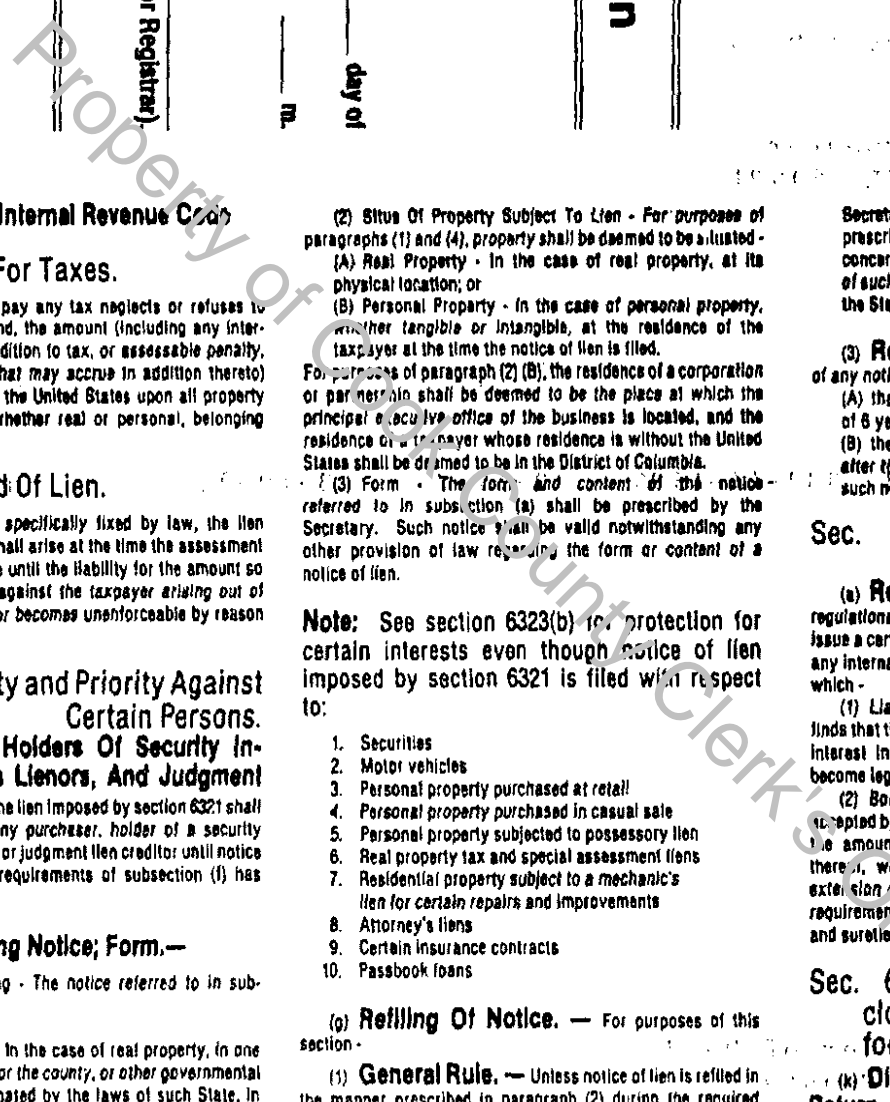 or Registrar).
m.
day of
n
Property of Cook County Clerk's
Internal Revenue Code
For Taxes.
pay any tax neglects or refuses to
nd, the amount (including any inter-
dition to tax, or assessable penalty,
hat may accrue in addition thereto)
the United States upon all property
hether real or personal, belonging
d Of Lien.
specifically fixed by law, the lien
hall arise at the time the assessment
until the liability for the amount so
against the taxpayer arising out of
or becomes unenforceable by reason
ty and Priority Against
Certain Persons.
Holders Of Security In-
s Lienors, And Judgment
he lien imposed by section 6321 shall
ny purchaser, holder of a security
or judgment lien creditor until notice
requirements of subsection (f) has
ng Notice; Form.—
g - The notice referred to in sub-
In the case of real property, in one
or the county, or other governmental
nated by the laws of such State, in
(2) Situs Of Property Subject To Lien - For purposes of
paragraphs (1) and (4), property shall be deemed to be situated -
(A) Real Property - In the case of real property, at its
physical location; or
(B) Personal Property - In the case of personal property,
whether tangible or intangible, at the residence of the
taxpayer at the time the notice of lien is filed.
For purposes of paragraph (2) (B), the residence of a corporation
or partnership shall be deemed to be the place at which the
principal executive office of the business is located, and the
residence of a taxpayer whose residence is without the United
States shall be deemed to be in the District of Columbia.
(3) Form - The form and content of the notice
referred to in subsection (a) shall be prescribed by the
Secretary. Such notice shall be valid notwithstanding any
other provision of law regarding the form or content of a
notice of lien.
Note: See section 6323(b) for protection for
certain interests even though notice of lien
imposed by section 6321 is filed with respect
to:
1. Securities
2. Motor vehicles
3. Personal property purchased at retail
4. Personal property purchased in casual sale
5. Personal property subjected to possessory lien
6. Real property tax and special assessment liens
7. Residential property subject to a mechanic's
lien for certain repairs and improvements
8. Attorney's liens
9. Certain insurance contracts
10. Passbook loans
(g) Refiling Of Notice. — For purposes of this
section -
(1) General Rule. — Unless notice of lien is refiled in
the manner prescribed in paragraph (2) during the required
Secreta
prescri
concer
of such
the Sta
(3) Re
of any noti
(A) the
of 6 ye
(B) the
after t
such n
Sec.
(a) Re
regulations
issue a cer
any interna
which -
(1) Lia
finds that t
interest in
become leg
(2) Bo
accepted b
the amoun
thereof, w
extension
requiremen
and suretie
Sec. 6
clo
fo
(k) Di